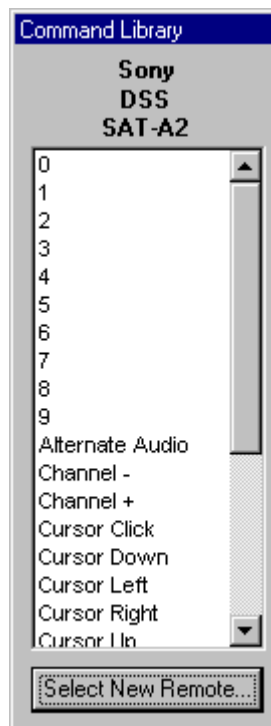 Command Library
Sony
DSS
SAT-A2
0
1
2
3
4
5
6
7
8
9
Alternate Audio
Channel -
Channel +
Cursor Click
Cursor Down
Cursor Left
Cursor Right
Cursor Up
Select New Remote...